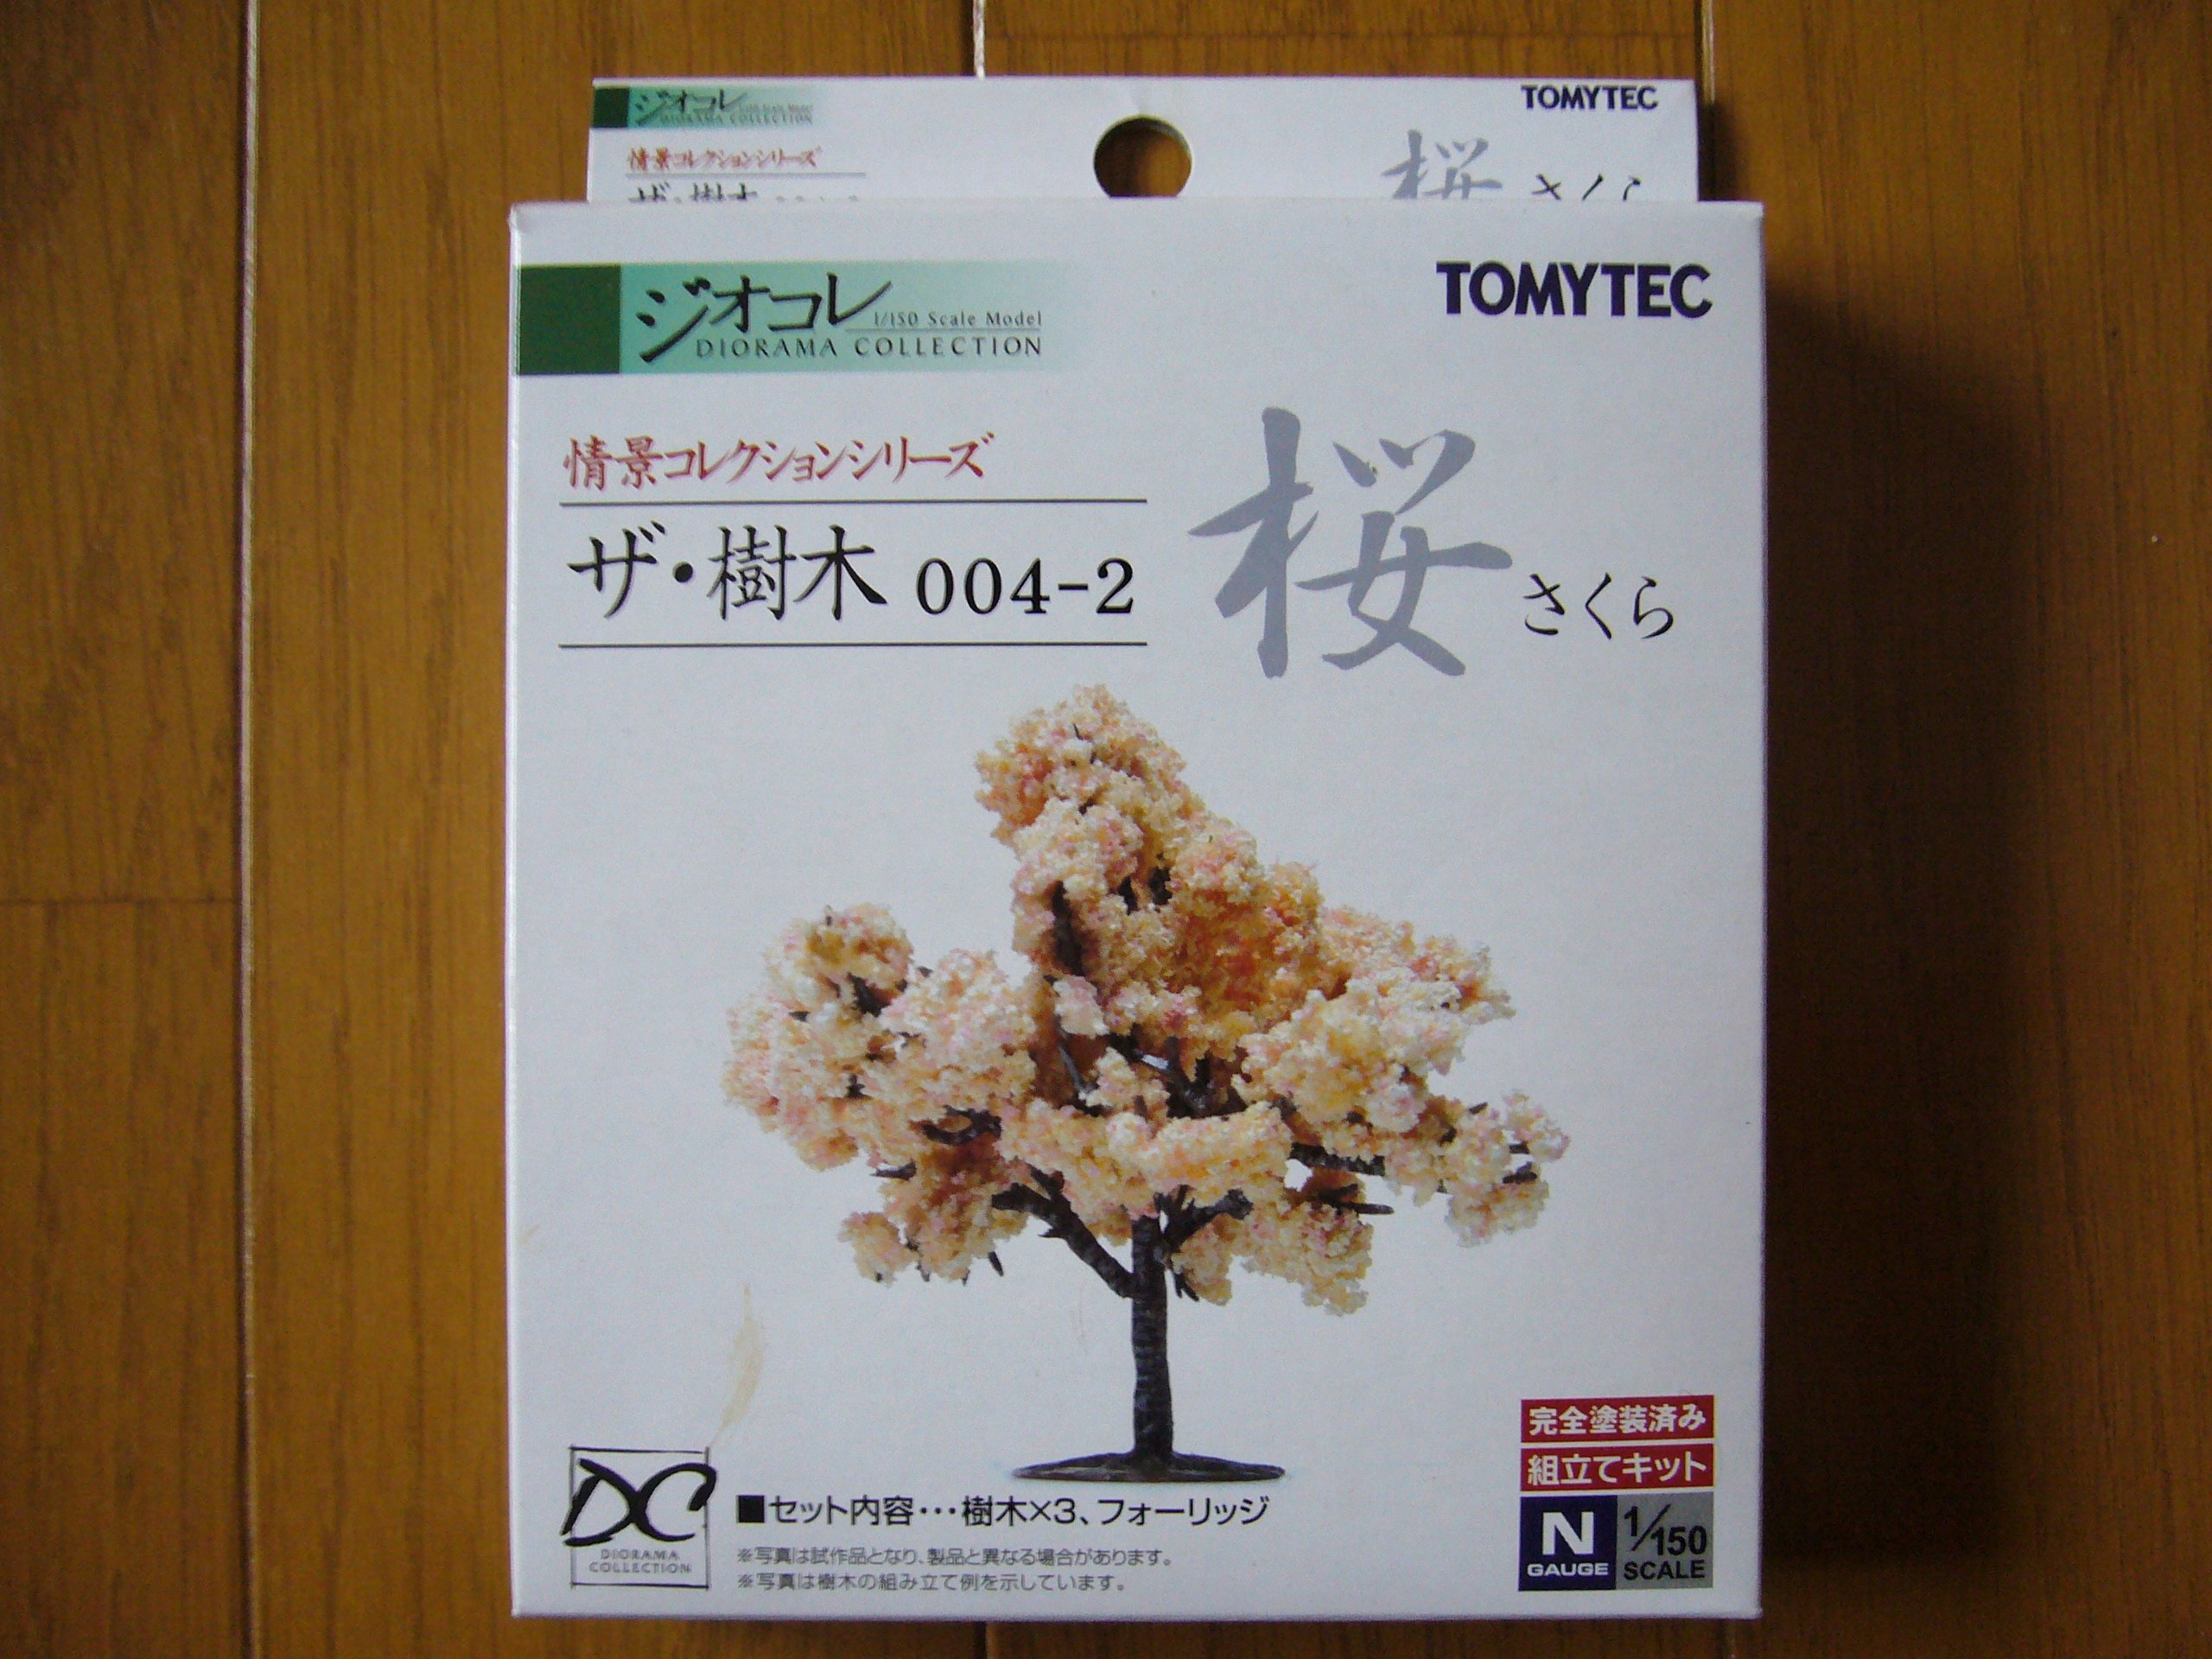 ジオコレ
DIORAMA COLLECTION
TOMYTEC
情景コレクションシリーズ
桜 さくら
ザ・樹木
ジオコレ
1/150 Scale Model
DIORAMA COLLECTION
TOMYTEC
情景コレクションシリーズ
ザ・樹木 004-2
桜 さくら
完全塗装済み
組立てキット
N GAUGE
1/150 SCALE
DC
DIORAMA
COLLECTION
■セット内容…樹木×3、フォーリッジ
※写真は試作品となり、製品と異なる場合があります。
※写真は樹木の組み立て例を示しています。